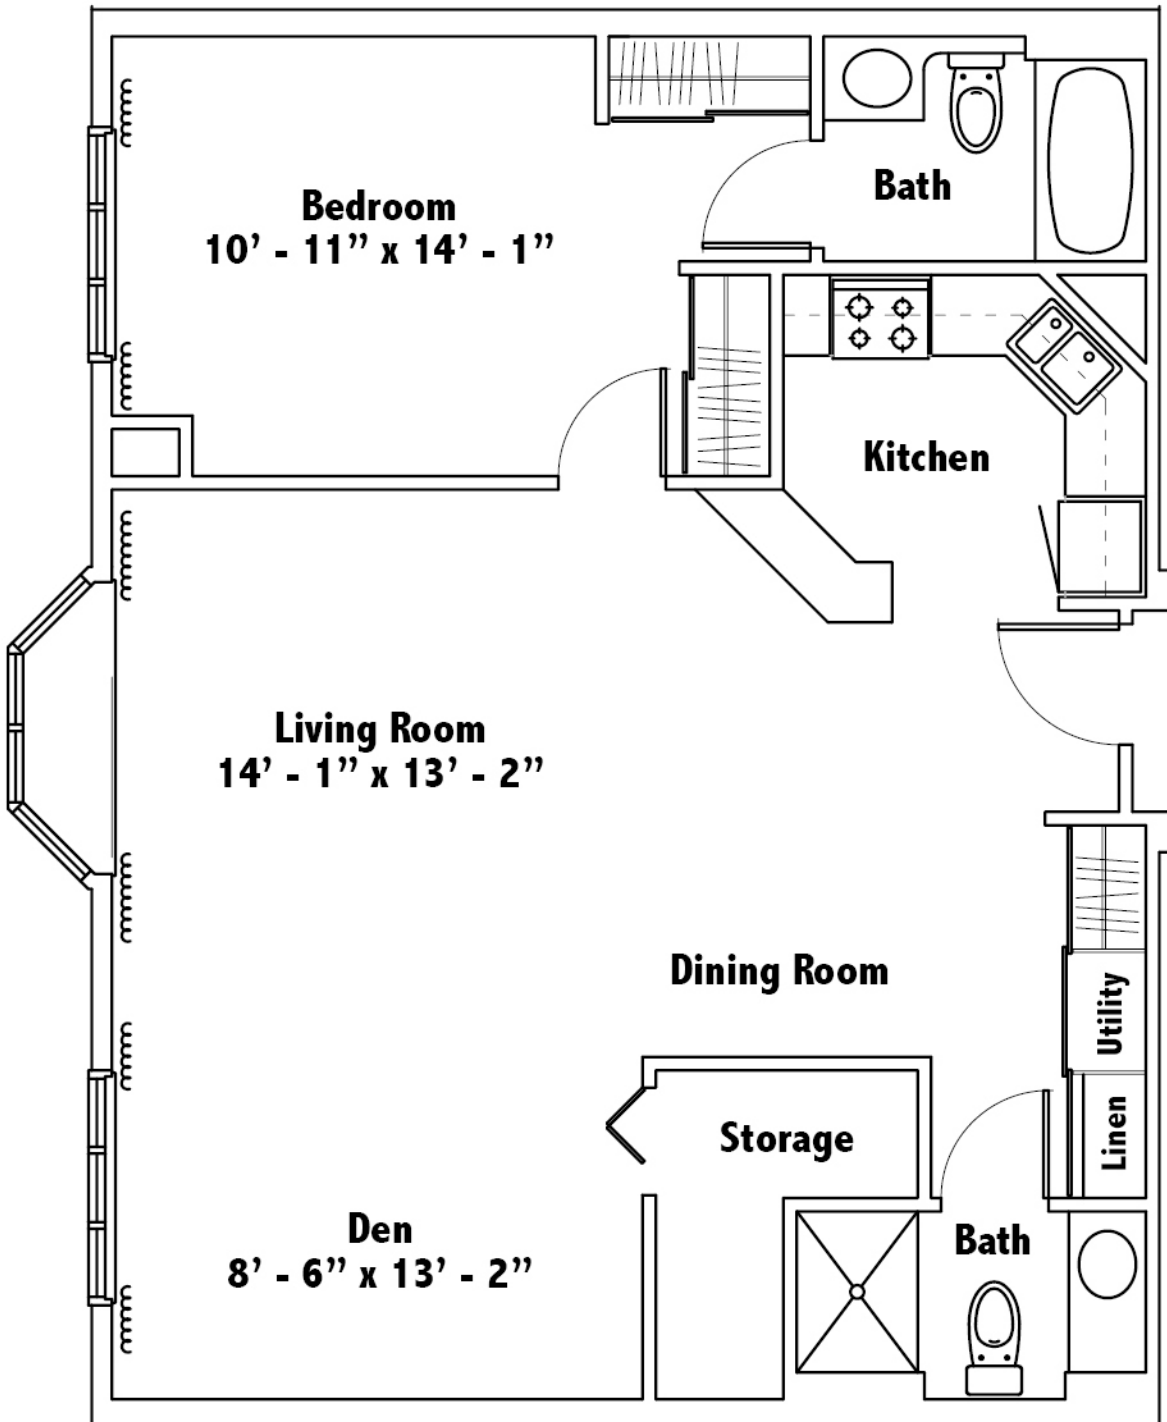 Bedroom
10’ - 11” x 14’ - 1”
Bath
Kitchen
Living Room
14’ - 1” x 13’ - 2”
Dining Room
Utility
Linen
Storage
Den
8’ - 6” x 13’ - 2”
Bath